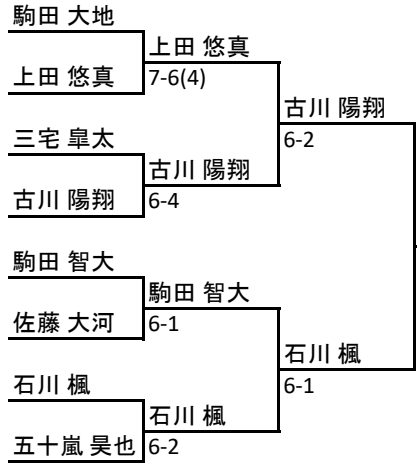 駒田 大地
上田 悠真
上田 悠真
7-6(4)
古川 陽翔
6-2
三宅 皐太
古川 陽翔
古川 陽翔
6-4
駒田 智大
駒田 智大
佐藤 大河
6-1
石川 楓
6-1
石川 楓
石川 楓
五十嵐 昊也
6-2